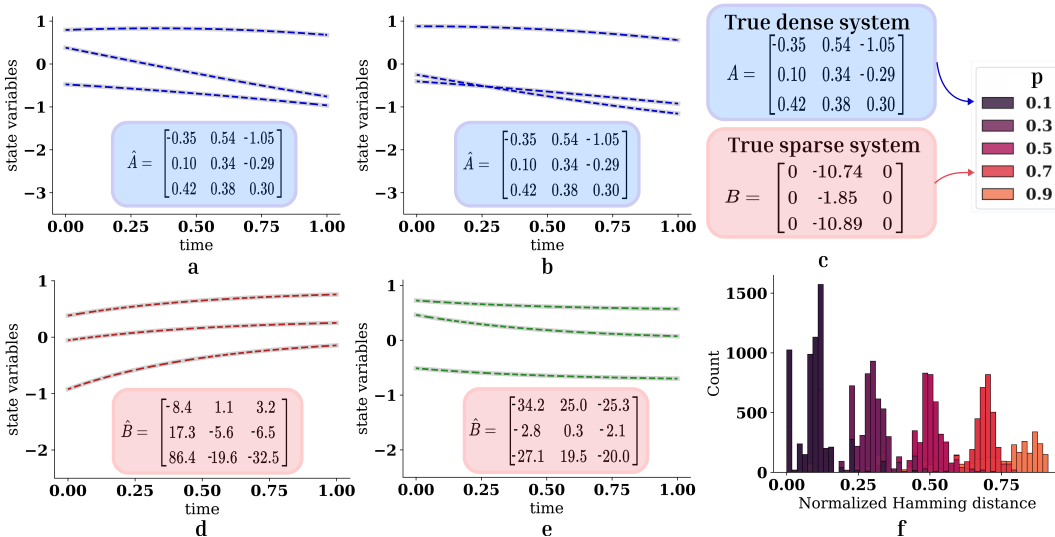 1
0
-1
-2
-3
state variables
Â =
-0.35 0.54 -1.05
0.10 0.34 -0.29
0.42 0.38 0.30
0.00 0.25 0.50 0.75 1.00
time
a
1
0
-1
-2
-3
state variables
Â =
-0.35 0.54 -1.05
0.10 0.34 -0.29
0.42 0.38 0.30
0.00 0.25 0.50 0.75 1.00
time
b
True dense system
A =
-0.35 0.54 -1.05
0.10 0.34 -0.29
0.42 0.38 0.30
True sparse system
B =
0 -10.74 0
0 -1.85 0
0 -10.89 0
p
0.1
0.3
0.5
0.7
0.9
c
1
0
−1
−2
state variables
B̂ =
-8.4 1.1 3.2
17.3 -5.6 -6.5
86.4 -19.6 -32.5
0.00 0.25 0.50 0.75 1.00
time
d
1
0
−1
−2
state variables
B̂ =
-34.2 25.0 -25.3
-2.8 0.3 -2.1
-27.1 19.5 -20.0
0.00 0.25 0.50 0.75 1.00
time
e
1500
1000
500
0
Count
0.00 0.25 0.50 0.75
Normalized Hamming distance
f